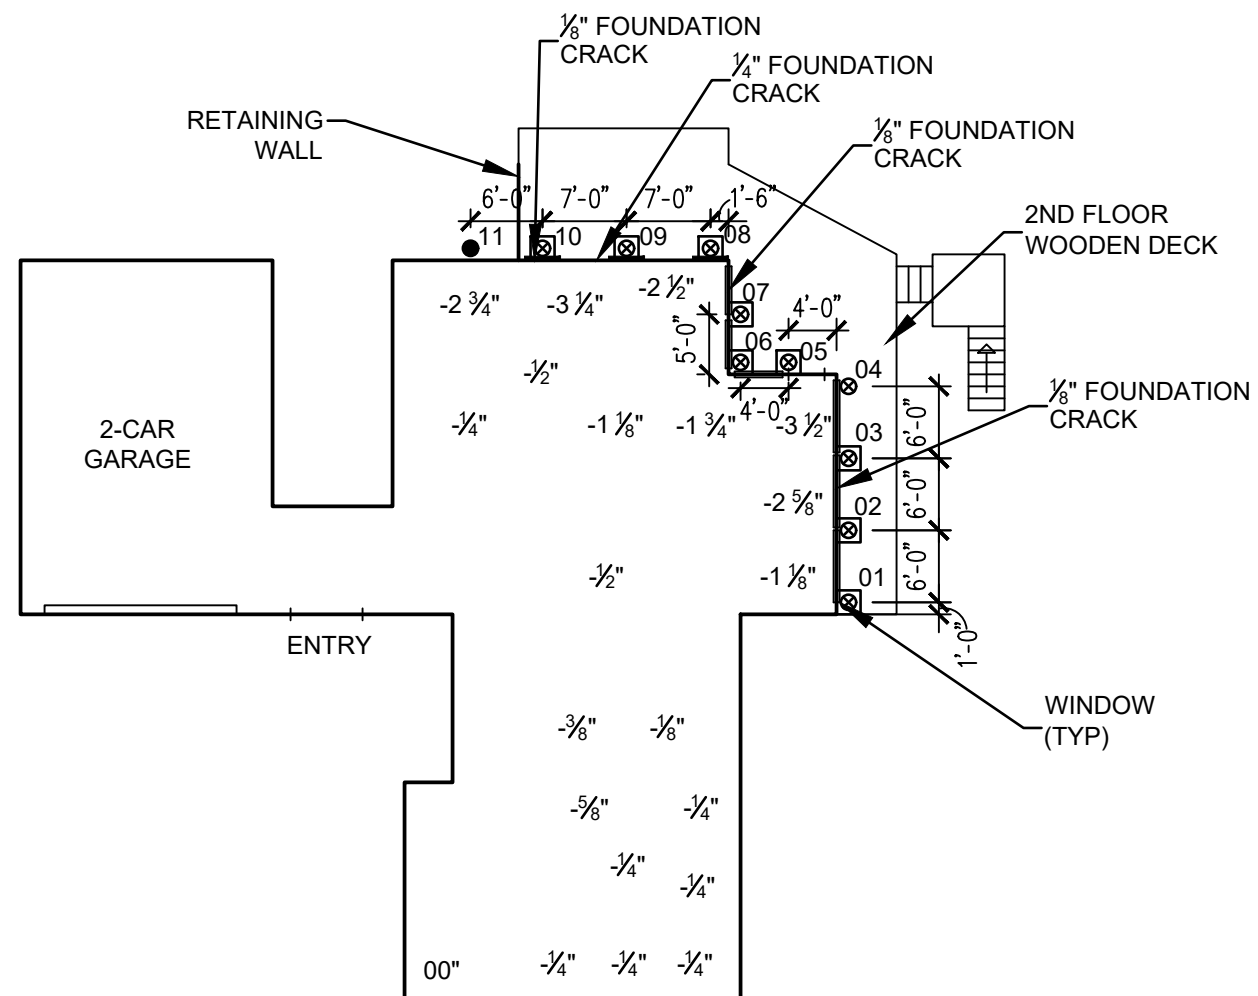 ⅛" FOUNDATION
CRACK
¼" FOUNDATION
CRACK
RETAINING
WALL
⅛" FOUNDATION
CRACK
6'-0" 7'-0" 7'-0" 1'-6"
2ND FLOOR
WOODEN DECK
11 10 09 08
-2 ¾" -3 ¼" -2 ½"
07
4'-0"
5'-0"
06 05
-½"
04
4'-0"
⅛" FOUNDATION
CRACK
-¼" -1 ⅛" -1 ¾" -3 ½"
03
6'-0"
2-CAR
GARAGE
-2 ⅝"
02
6'-0"
-½" -1 ⅛"
01
6'-0"
1'-0"
ENTRY
WINDOW
(TYP)
-⅜" -⅛"
-⅝" -¼"
-¼"
-¼"
00" -¼" -¼" -¼"